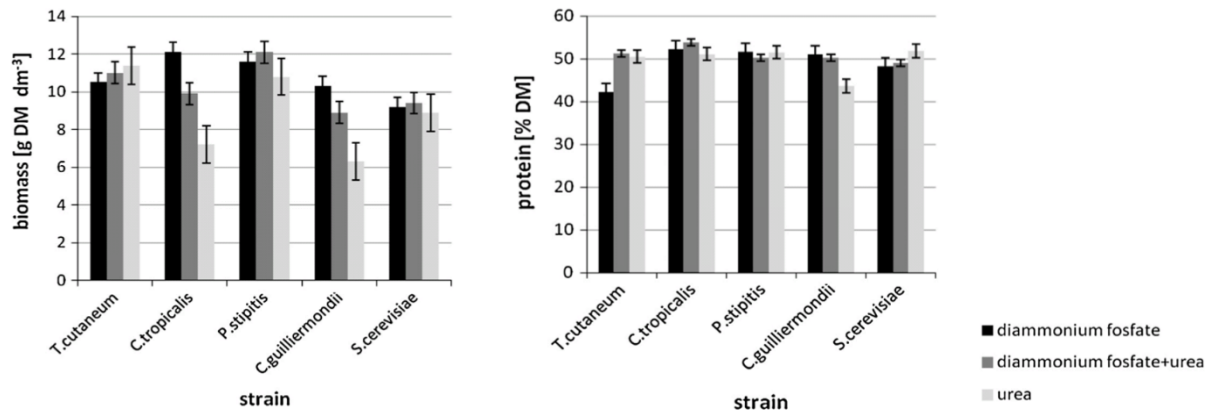 biomass [g DM dm⁻³]
14
12
10
8
6
4
2
0
T.cutaneum
C.tropicalis
P.stipitis
C.guilliermondii
S.cerevisiae
strain
protein [% DM]
60
50
40
30
20
10
0
T.cutaneum
C.tropicalis
P.stipitis
C.guilliermondii
S.cerevisiae
strain
diammonium fosfate
diammonium fosfate+urea
urea